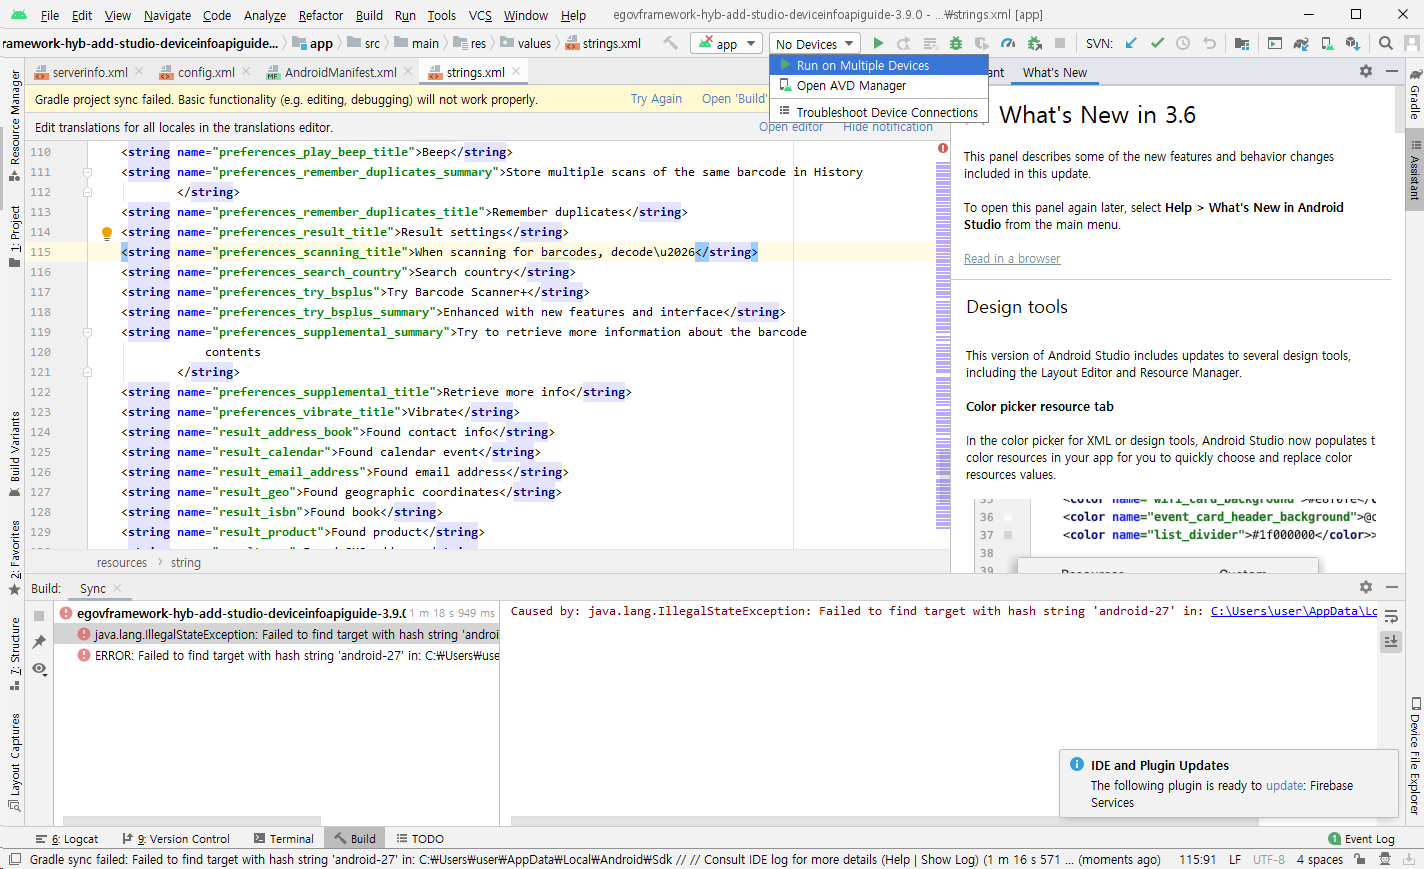 File Edit View Navigate Code Analyze Refactor Build Run Tools VCS Window Help egovframework-hyb-add-studio-deviceinfoapiguide-3.9.0 - ...₩strings.xml [app]
ramework-hyb-add-studio-deviceinfoapiguide... app src main res values strings.xml app No Devices SVN:
serverinfo.xml config.xml AndroidManifest.xml strings.xml
Run on Multiple Devices
Open AVD Manager
Troubleshoot Device Connections
ant What's New
Gradle project sync failed. Basic functionality (e.g. editing, debugging) will not work properly. Try Again Open 'Build'
Edit translations for all locales in the translations editor. Open editor Hide notification
110 <string name="preferences_play_beep_title">Beep</string>
111 <string name="preferences_remember_duplicates_summary">Store multiple scans of the same barcode in History
112 </string>
113 <string name="preferences_remember_duplicates_title">Remember duplicates</string>
114 <string name="preferences_result_title">Result settings</string>
115 <string name="preferences_scanning_title">When scanning for barcodes, decode\u2026</string>
116 <string name="preferences_search_country">Search country</string>
117 <string name="preferences_try_bsplus">Try Barcode Scanner+</string>
118 <string name="preferences_try_bsplus_summary">Enhanced with new features and interface</string>
119 <string name="preferences_supplemental_summary">Try to retrieve more information about the barcode
120 contents
121 </string>
122 <string name="preferences_supplemental_title">Retrieve more info</string>
123 <string name="preferences_vibrate_title">Vibrate</string>
124 <string name="result_address_book">Found contact info</string>
125 <string name="result_calendar">Found calendar event</string>
126 <string name="result_email_address">Found email address</string>
127 <string name="result_geo">Found geographic coordinates</string>
128 <string name="result_isbn">Found book</string>
129 <string name="result_product">Found product</string>
resources › string
What's New in 3.6
This panel describes some of the new features and behavior changes
included in this update.
To open this panel again later, select Help > What's New in Android
Studio from the main menu.
Read in a browser
Design tools
This version of Android Studio includes updates to several design tools,
including the Layout Editor and Resource Manager.
Color picker resource tab
In the color picker for XML or design tools, Android Studio now populates t
color resources in your app for you to quickly choose and replace color
resources values.
35 <color name="wifi_card_background">#e8f0fe</c
36 <color name="event_card_header_background">@c
37 <color name="list_divider">#1f000000</color>>
38
39
Resources Custom
Resource Manager
1: Project
Build Variants
2: Favorites
7: Structure
Layout Captures
Gradle
Assistant
Device File Explorer
Build: Sync
egovframework-hyb-add-studio-deviceinfoapiguide-3.9.0 1 m 18 s 949 ms
java.lang.IllegalStateException: Failed to find target with hash string 'androi
ERROR: Failed to find target with hash string 'android-27' in: C:₩Users₩use
Caused by: java.lang.IllegalStateException: Failed to find target with hash string 'android-27' in: C:\Users\user\AppData\Lo
IDE and Plugin Updates
The following plugin is ready to update: Firebase
Services
6: Logcat 9: Version Control Terminal Build TODO 1 Event Log
Gradle sync failed: Failed to find target with hash string 'android-27' in: C:₩Users₩user₩AppData₩Local₩Android₩Sdk // // Consult IDE log for more details (Help | Show Log) (1 m 16 s 571 ... (moments ago) 115:91 LF UTF-8 4 spaces